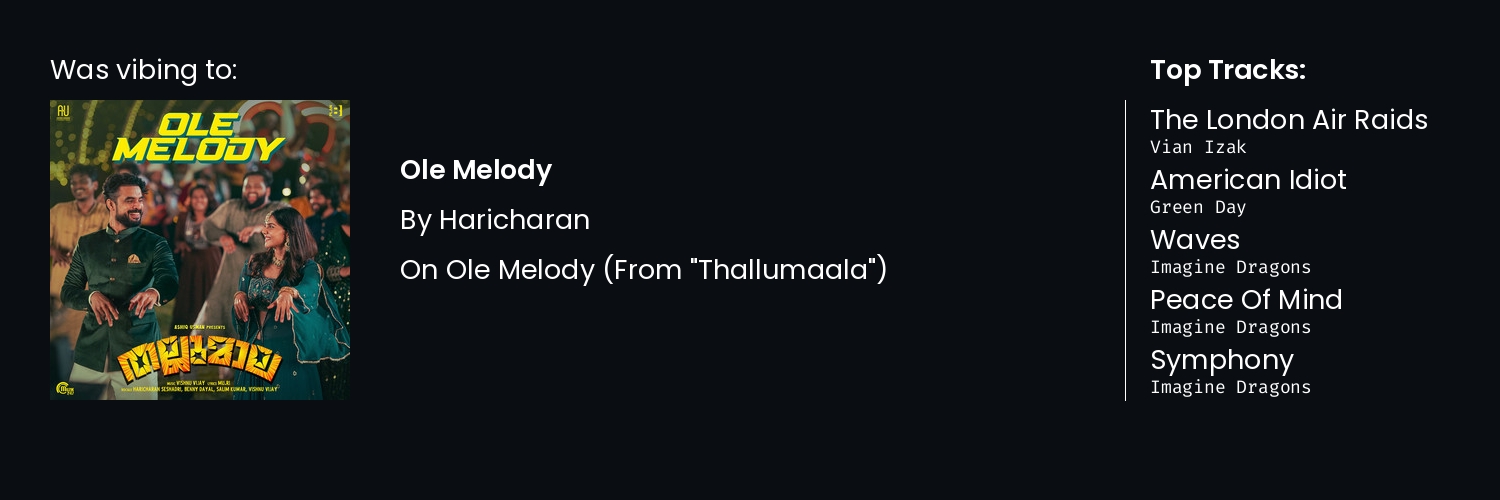 Was vibing to:
AU
OLE
MELODY
ASHIQ USMAN PRESENTS
തല്ലുമാല
MUSIC VISHNU VIJAY LYRICS MU.RI
HARICHARAN SESHADRI, BENNY DAYAL, SALIM KUMAR, VISHNU VIJAY
Ole Melody
By Haricharan
On Ole Melody (From "Thallumaala")
Top Tracks:
The London Air Raids
Vian Izak
American Idiot
Green Day
Waves
Imagine Dragons
Peace Of Mind
Imagine Dragons
Symphony
Imagine Dragons